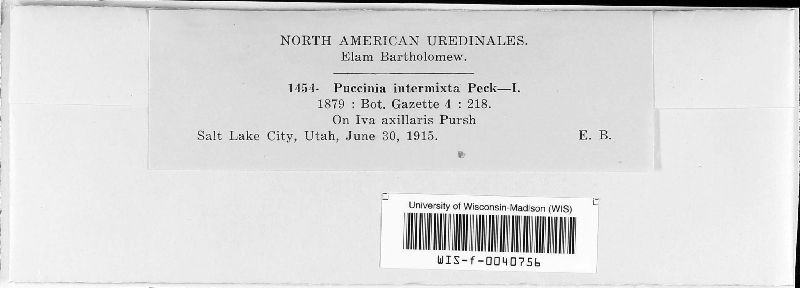 NORTH AMERICAN UREDINALES.
Elam Bartholomew.
1454- Puccinia intermixta Peck—I.
1879 : Bot. Gazette 4 : 218.
On Iva axillaris Pursh
Salt Lake City, Utah, June 30, 1915. E. B.
University of Wisconsin-Madison (WIS)
WIS-f-0040756